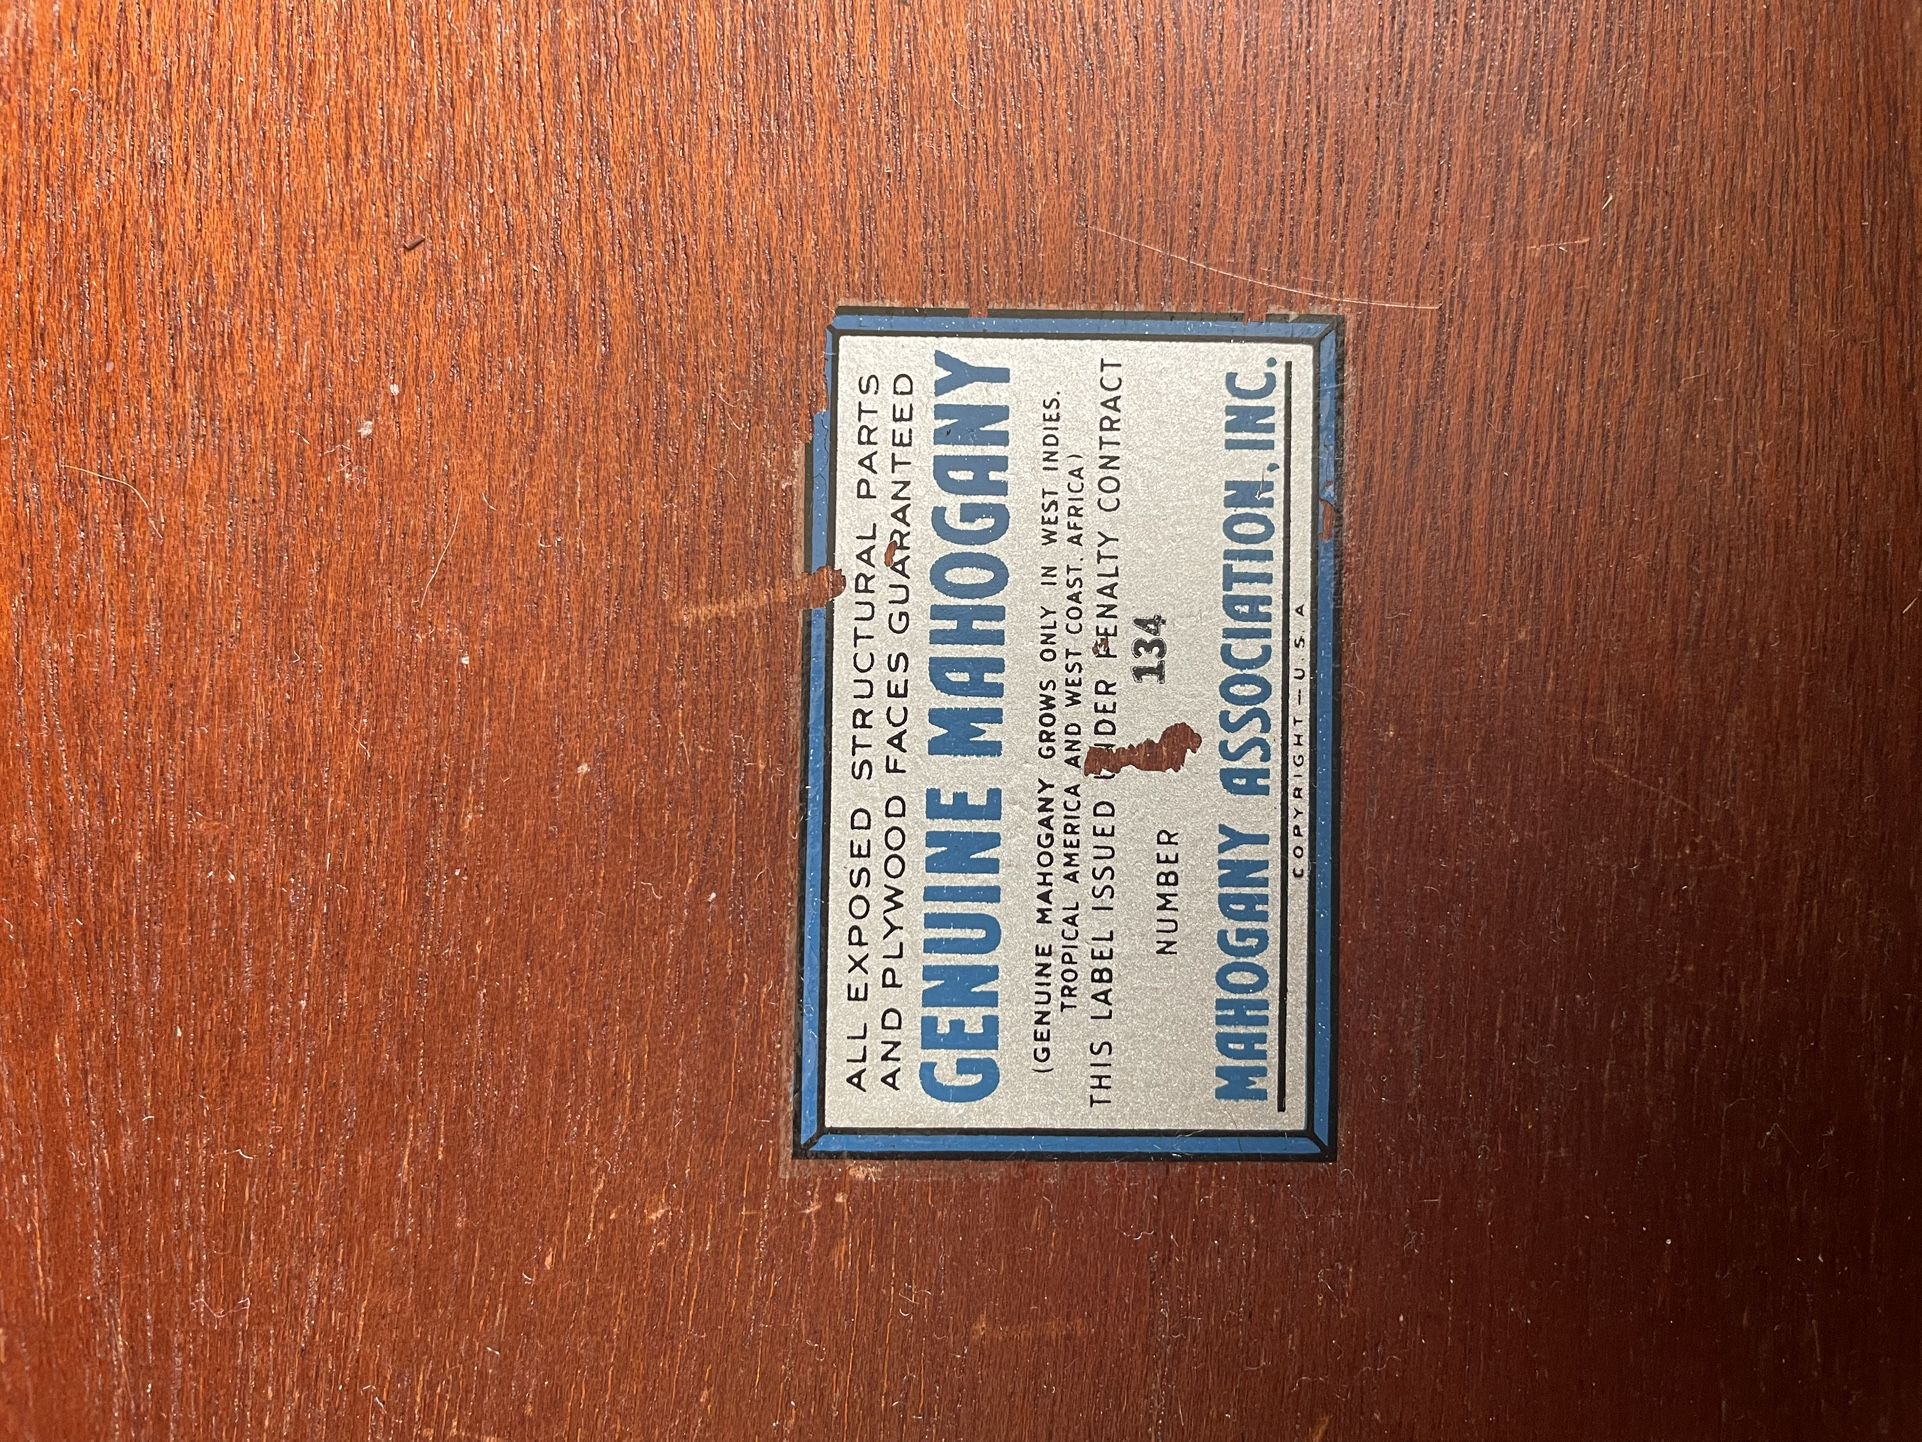 ALL EXPOSED STRUCTURAL PARTS
AND PLYWOOD FACES GUARANTEED
GENUINE MAHOGANY
(GENUINE MAHOGANY GROWS ONLY IN WEST INDIES.
TROPICAL AMERICA AND WEST COAST. AFRICA)
THIS LABEL ISSUED UNDER PENALTY CONTRACT
NUMBER 134
MAHOGANY ASSOCIATION, INC.
COPYRIGHT-U.S.A